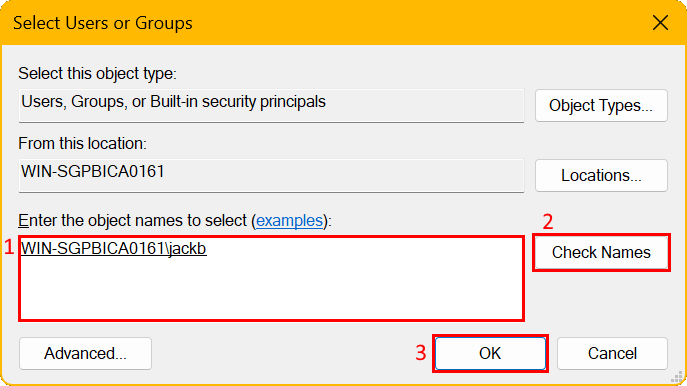 Select Users or Groups
Select this object type:
Users, Groups, or Built-in security principals
Object Types...
From this location:
WIN-SGPBICA0161
Locations...
Enter the object names to select (examples):
2
1
WIN-SGPBICA0161\jackb
Check Names
Advanced...
3
OK
Cancel